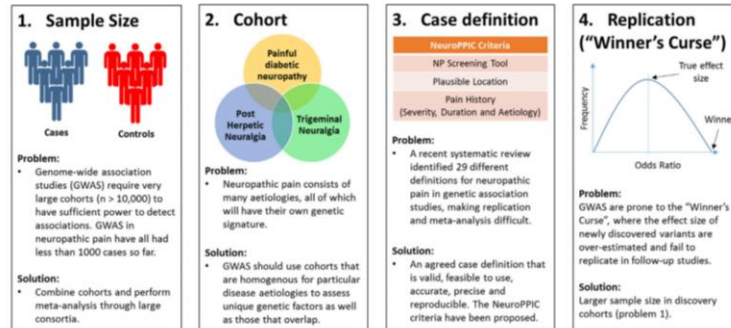 1. Sample Size
Cases
Controls
Problem:
• Genome-wide association
studies (GWAS) require very
large cohorts (n > 10,000) to
have sufficient power to detect
associations. GWAS in
neuropathic pain have all had
less than 1000 cases so far.
Solution:
• Combine cohorts and perform
meta-analysis through large
consortia.
2. Cohort
Painful
diabetic
neuropathy
Post
Herpetic
Neuralgia
Trigeminal
Neuralgia
Problem:
• Neuropathic pain consists of
many aetiologies, all of which
will have their own genetic
signature.
Solution:
• GWAS should use cohorts that
are homogenous for particular
disease aetiologies to assess
unique genetic factors as well
as those that overlap.
3. Case definition
NeuroPPIC Criteria
NP Screening Tool
Plausible Location
Pain History
(Severity, Duration and Aetiology)
Problem:
• A recent systematic review
identified 29 different
definitions for neuropathic
pain in genetic association
studies, making replication
and meta-analysis difficult.
Solution:
• An agreed case definition that
is valid, feasible to use,
accurate, precise and
reproducible. The NeuroPPIC
criteria have been proposed.
4. Replication
("Winner's Curse")
True effect
size
Frequency
Winne
Odds Ratio
Problem:
GWAS are prone to the "Winner's
Curse", where the effect size of
newly discovered variants are
over-estimated and fail to
replicate in follow-up studies.
Solution:
Larger sample size in discovery
cohorts (problem 1).